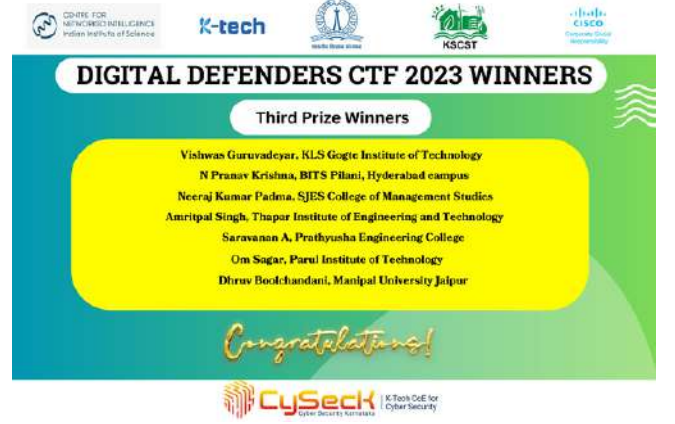 CENTRE FOR
NETWORKED INTELLIGENCE
Indian Institute of Science
K-tech
KSCST
CISCO
Corporate Social
Responsibility
DIGITAL DEFENDERS CTF 2023 WINNERS
Third Prize Winners
Vishwas Guruvadeyar, KLS Gogte Institute of Technology
N Pranav Krishna, BITS Pilani, Hyderabad campus
Neeraj Kumar Padma, SJES College of Management Studies
Amritpal Singh, Thapar Institute of Engineering and Technology
Saravanan A, Prathyusha Engineering College
Om Sagar, Parul Institute of Technology
Dhruv Boolchandani, Manipal University Jaipur
Congratulations!
CySecK
Cyber Security Karnataka
K-Tech CoE for
Cyber Security